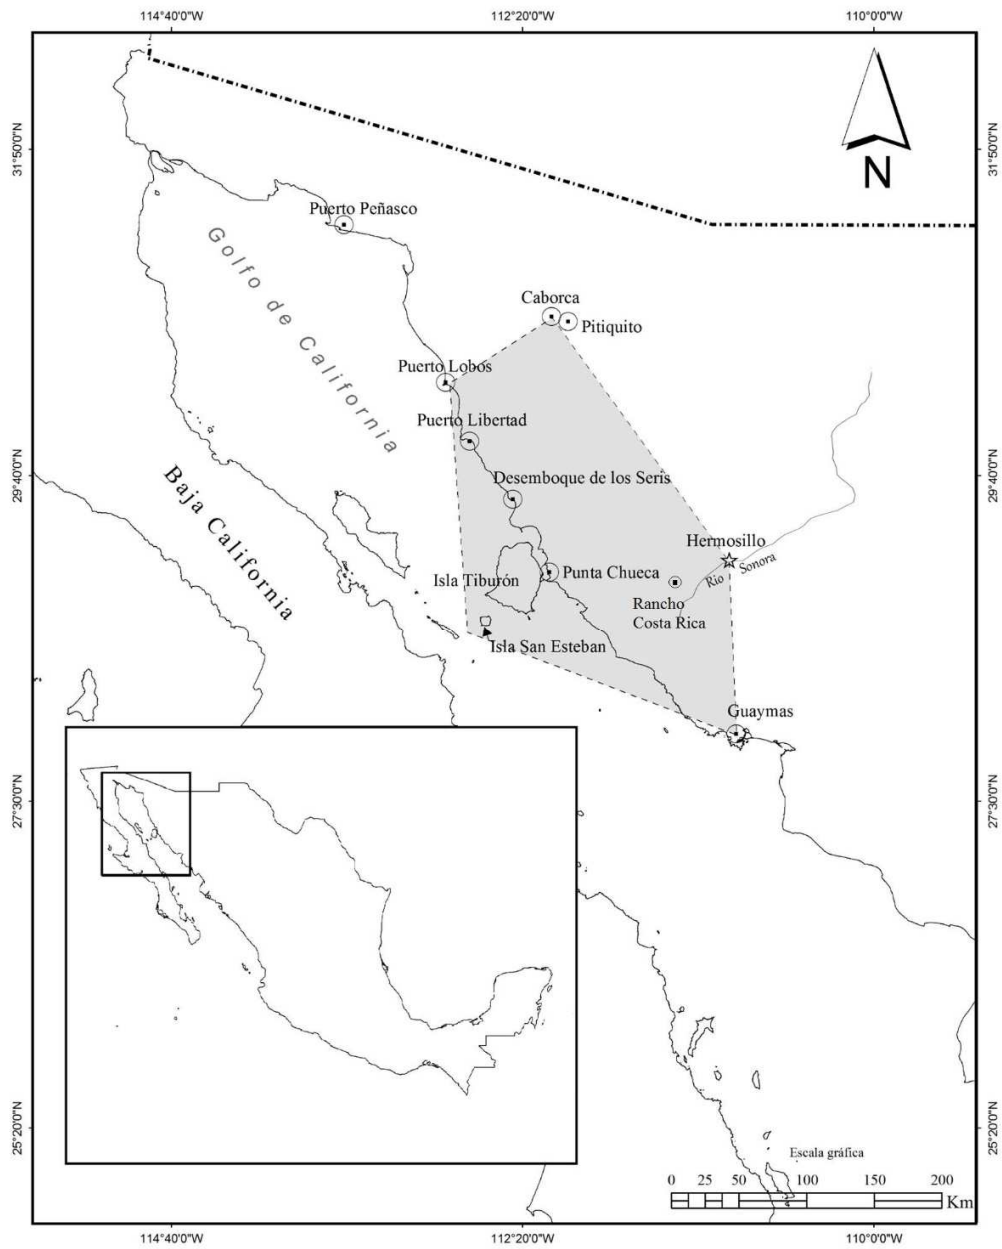 114°40'0"W
112°20'0"W
110°0'0"W
31°50'0"N
31°50'0"N
N
Puerto Peñasco
Golfo de California
Caborca
Pitiquito
Puerto Lobos
Puerto Libertad
29°40'0"N
29°40'0"N
Desemboque de los Seris
Baja California
Hermosillo
Río Sonora
Isla Tiburón
Punta Chueca
Rancho
Costa Rica
Isla San Esteban
Guaymas
27°30'0"N
27°30'0"N
25°20'0"N
25°20'0"N
Escala gráfica
0 25 50 100 150 200
Km
114°40'0"W
112°20'0"W
110°0'0"W